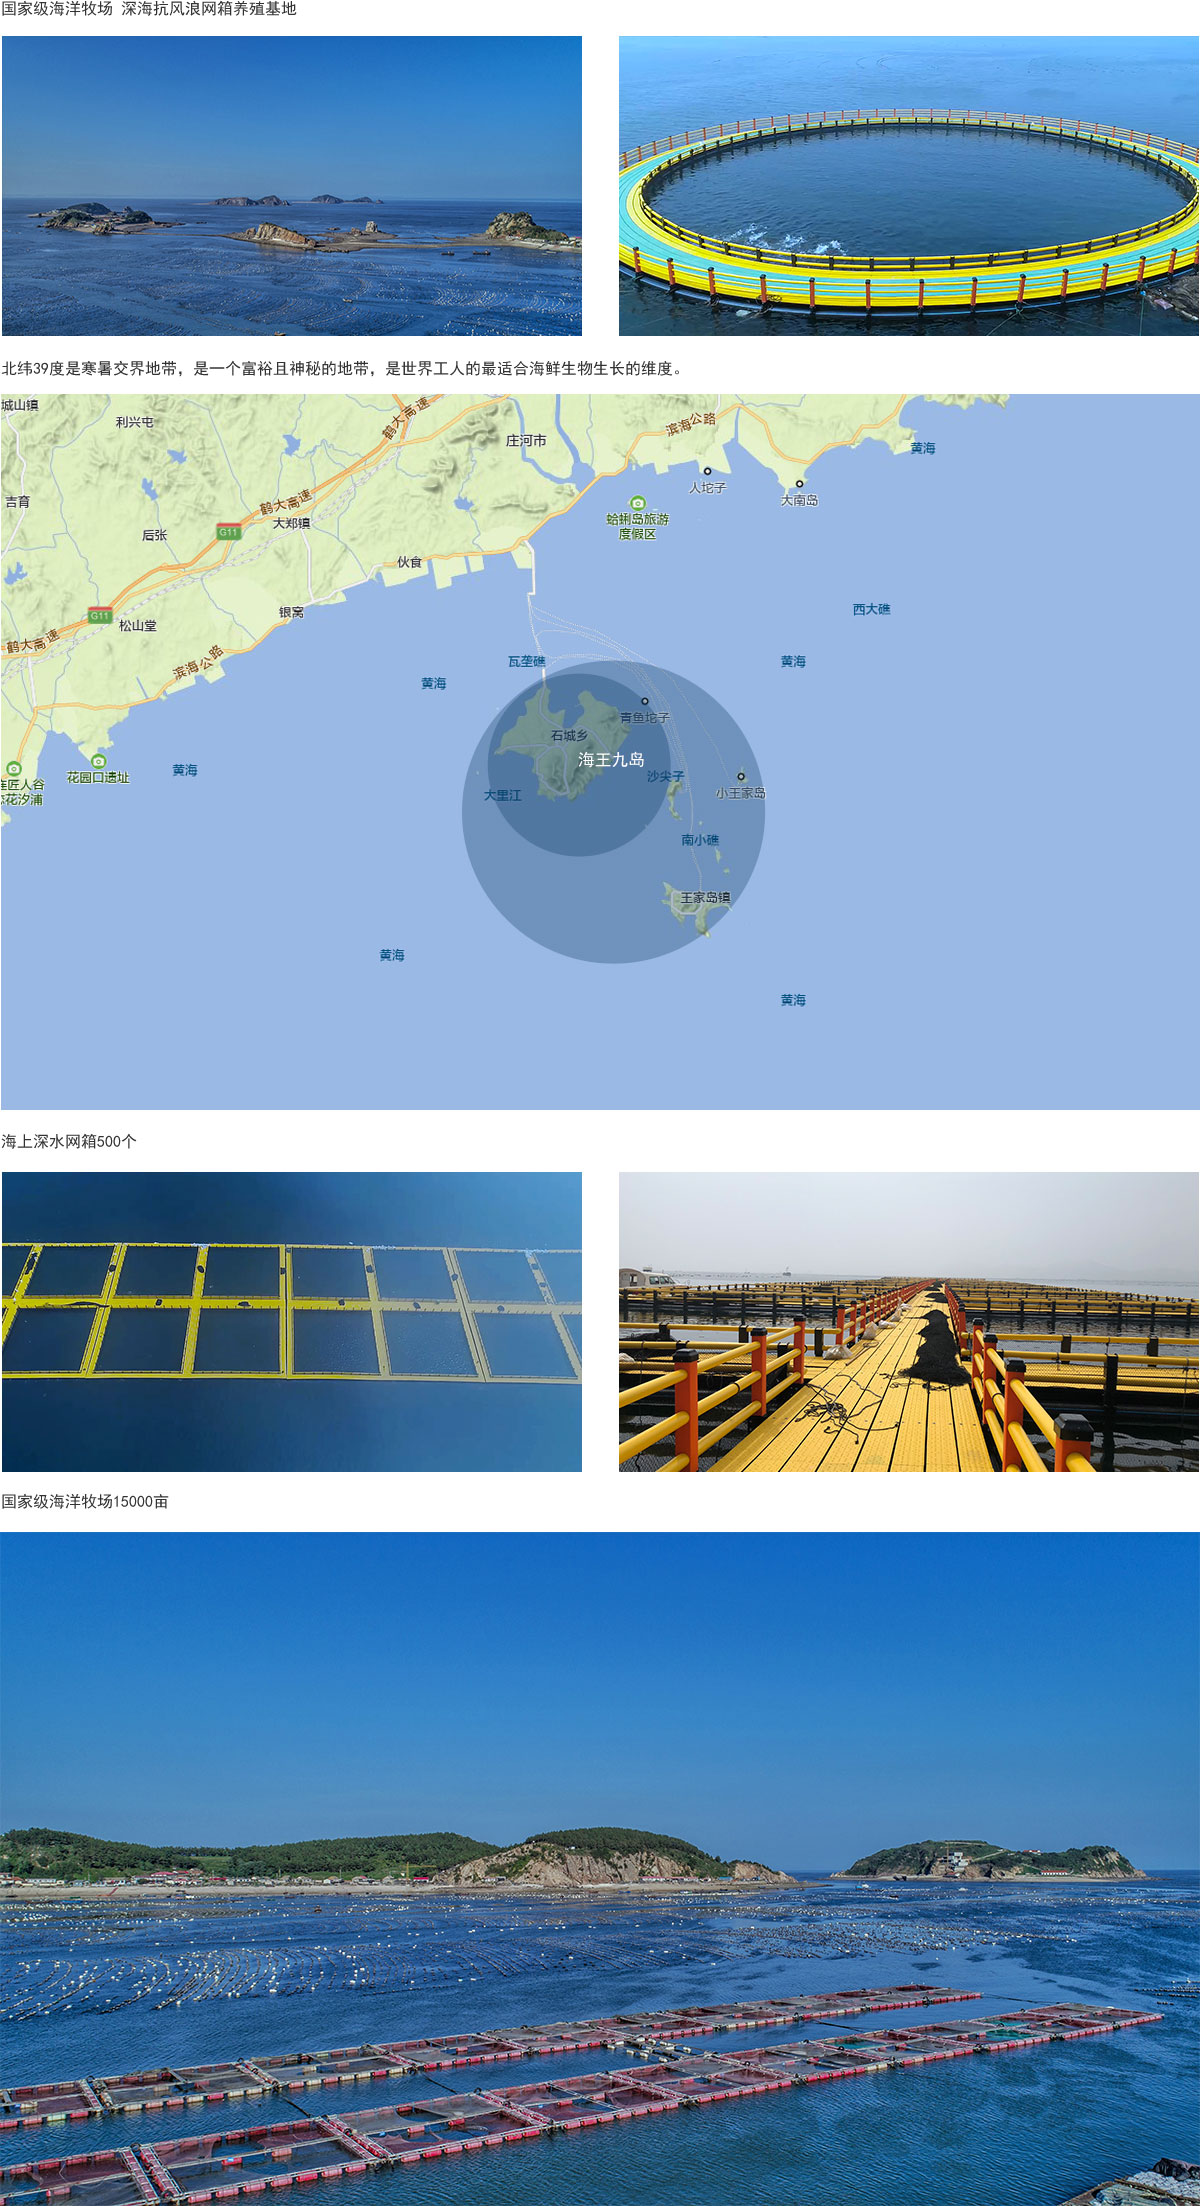 国家级海洋牧场 深海抗风浪网箱养殖基地
北纬39度是寒暑交界地带，是一个富裕且神秘的地带，是世界工人的最适合海鲜生物生长的维度。
城山镇
利兴屯
鹤大高速
庄河市
滨海公路
黄海
人坨子
大南岛
吉育
鹤大高速
大郑镇
蛤蜊岛旅游
度假区
G11
后张
伙食
G11
银窝
西大礁
松山堂
鹤大高速
滨海公路
瓦垄礁
黄海
黄海
青鱼坨子
石城乡
海王九岛
黄海
花园口遗址
沙尖子
匠人谷
花汐浦
大里江
小王家岛
南小礁
王家岛镇
黄海
黄海
海上深水网箱500个
国家级海洋牧场15000亩